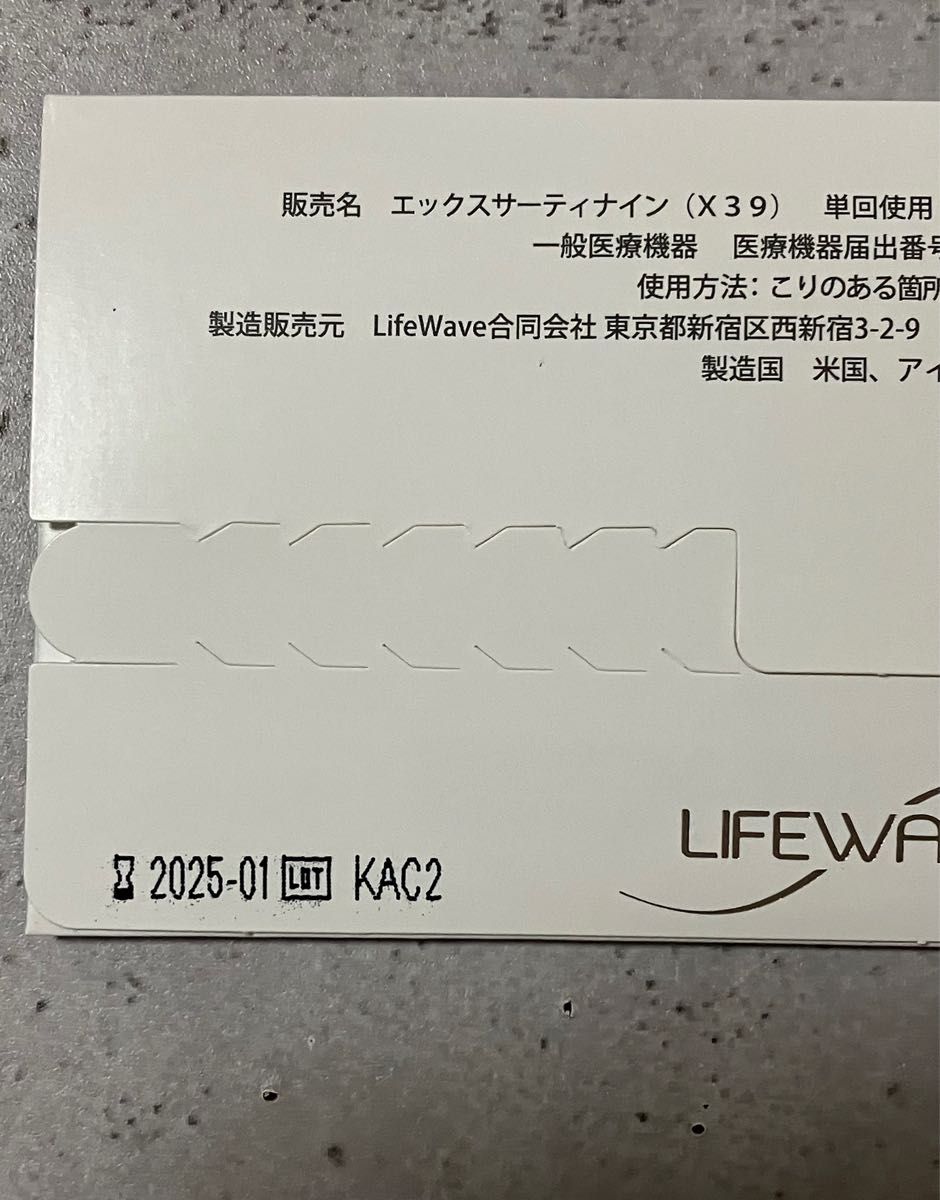 販売名　エックスサーティナイン（X３９）　単回使用
一般医療機器　医療機器届出番号
使用方法：こりのある箇所
製造販売元　LifeWave合同会社 東京都新宿区西新宿3-2-9
製造国　米国、アイ
LIFEWA
2025-01 LOT KAC2